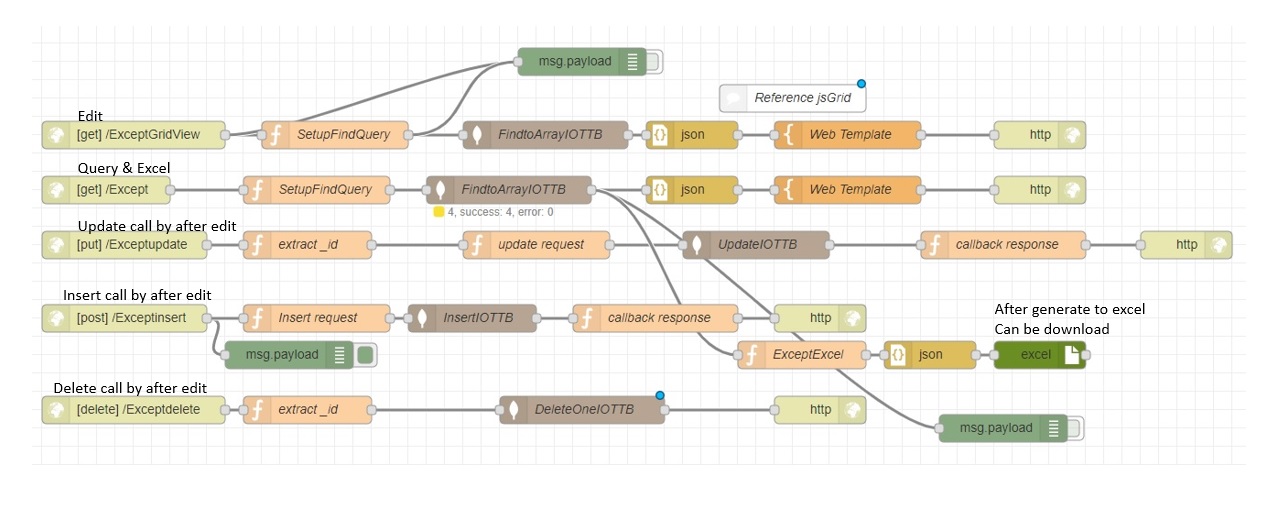 msg.payload
Reference jsGrid
Edit
[get] /ExceptGridView
SetupFindQuery
FindtoArrayIOTTB
json
Web Template
http
Query & Excel
[get] /Except
SetupFindQuery
FindtoArrayIOTTB
json
Web Template
http
4, success: 4, error: 0
Update call by after edit
[put] /Exceptupdate
extract _id
update request
UpdateIOTTB
callback response
http
Insert call by after edit
[post] /Exceptinsert
Insert request
InsertIOTTB
callback response
http
After generate to excel
Can be download
msg.payload
ExceptExcel
json
excel
Delete call by after edit
[delete] /Exceptdelete
extract _id
DeleteOneIOTTB
http
msg.payload